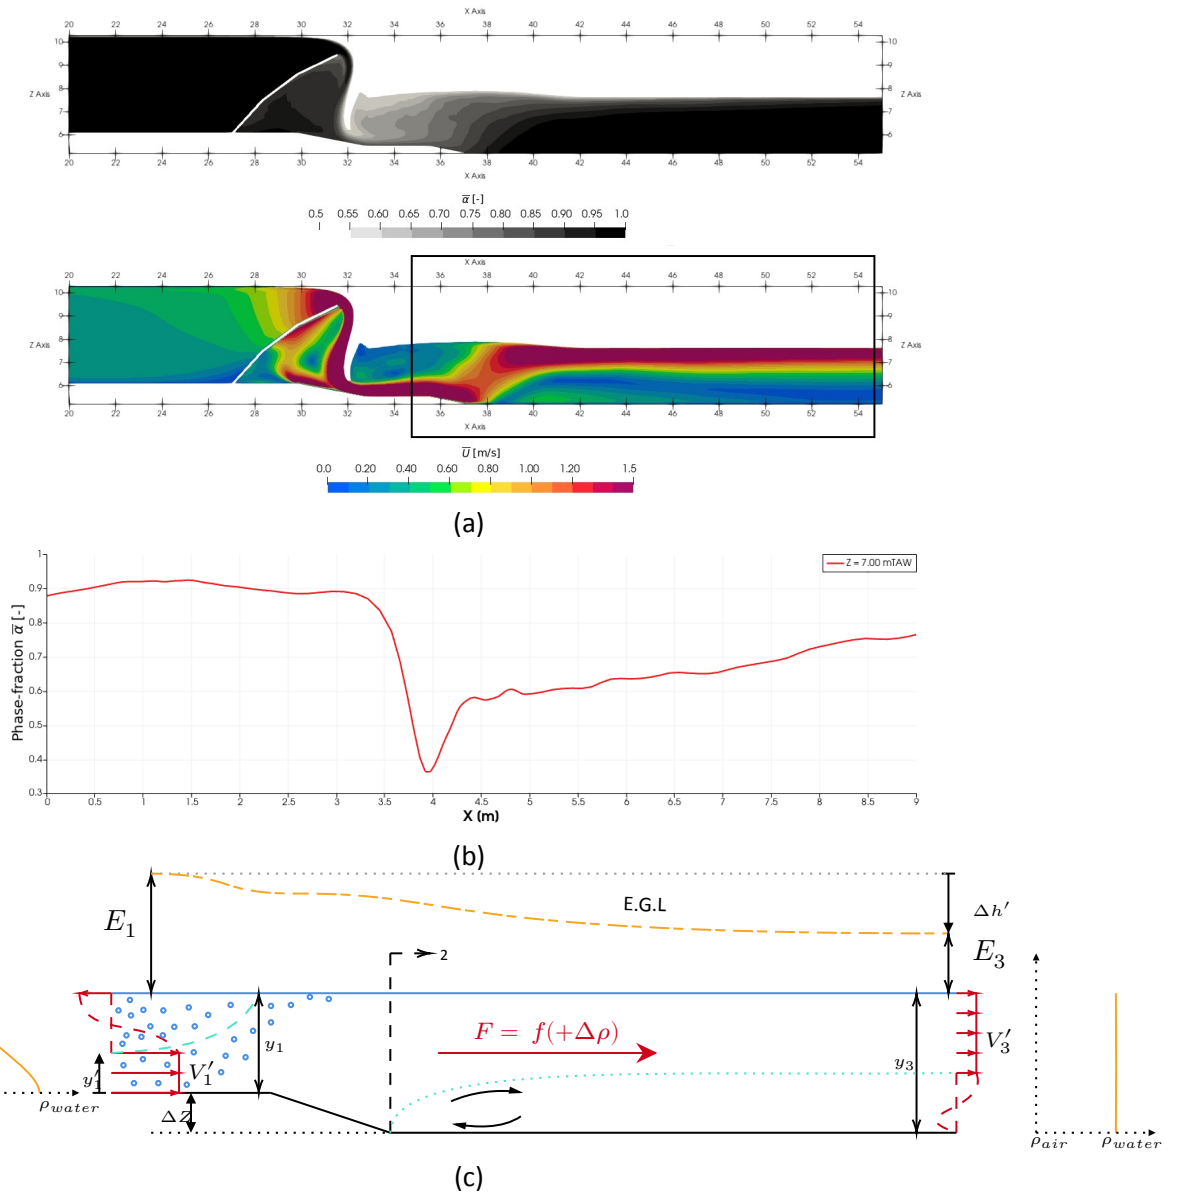 X Axis
20 22 24 26 28 30 32 34 36 38 40 42 44 46 48 50 52 54
10 10
9 9
Z Axis 8 8 Z Axis
7 7
6 6
20 22 24 26 28 30 32 34 36 38 40 42 44 46 48 50 52 54
X Axis
α̅ [-]
0.5 0.55 0.60 0.65 0.70 0.75 0.80 0.85 0.90 0.95 1.0
X Axis
20 22 24 26 28 30 32 34 36 38 40 42 44 46 48 50 52 54
10 10
9 9
Z Axis 8 8 Z Axis
7 7
6 6
20 22 24 26 28 30 32 34 36 38 40 42 44 46 48 50 52 54
X Axis
U̅ [m/s]
0.0 0.20 0.40 0.60 0.80 1.00 1.20 1.5
(a)
1
Z = 7.00 mTAW
0.9
0.8
0.7
Phase-fraction α̅ [-]
0.6
0.5
0.4
0.3
0 0.5 1 1.5 2 2.5 3 3.5 4 4.5 5 5.5 6 6.5 7 7.5 8 8.5 9
X (m)
(b)
E.G.L
Δh′
E₁
E₃
2
F = f(+Δρ)
y₁
V₃′
y₃
y₁′
V₁′
ρwater
ΔZ
ρair ρwater
(c)